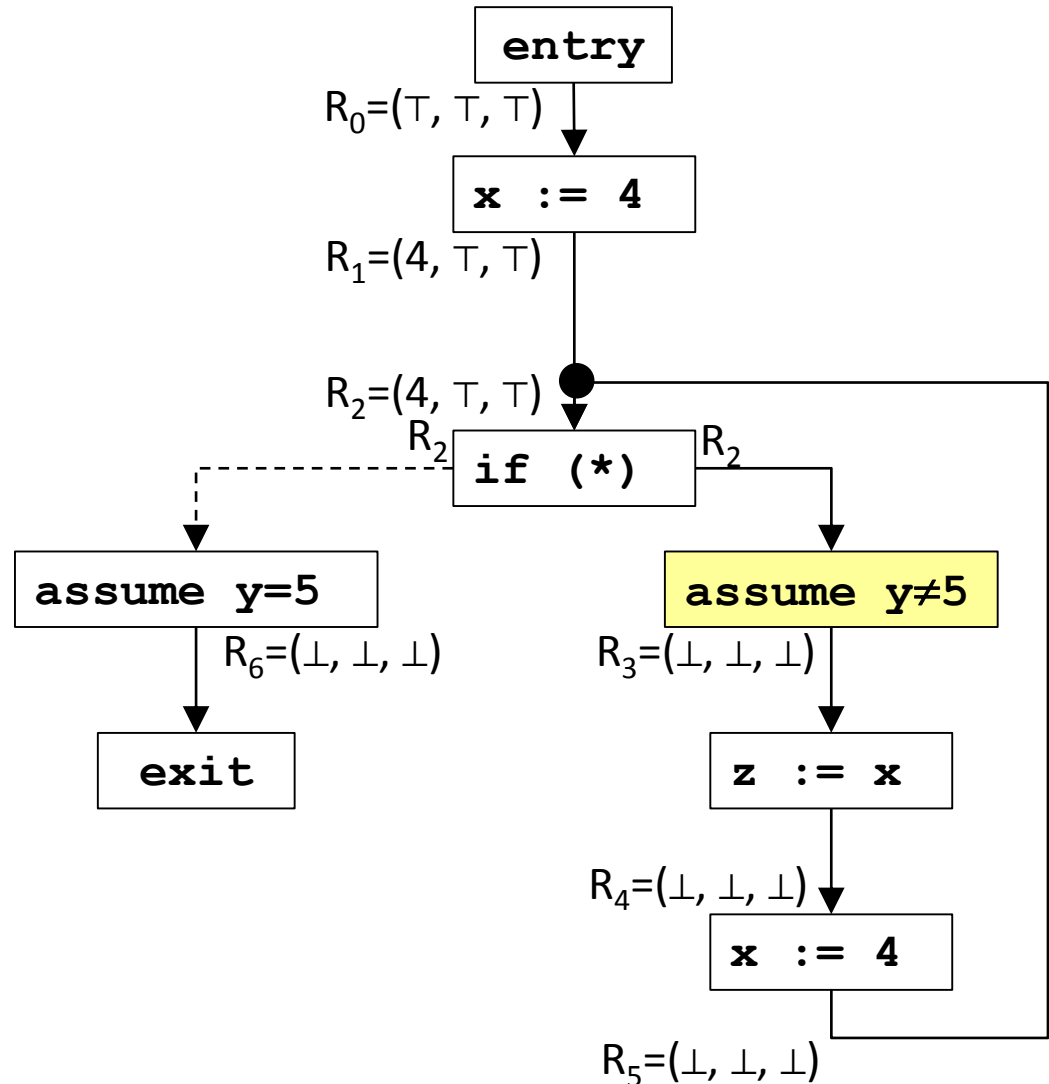 entry
R₀=(⊤, ⊤, ⊤)
x := 4
R₁=(4, ⊤, ⊤)
R₂=(4, ⊤, ⊤)
R₂
if (*)
R₂
assume y=5
assume y≠5
R₆=(⊥, ⊥, ⊥)
R₃=(⊥, ⊥, ⊥)
exit
z := x
R₄=(⊥, ⊥, ⊥)
x := 4
R₅=(⊥, ⊥, ⊥)